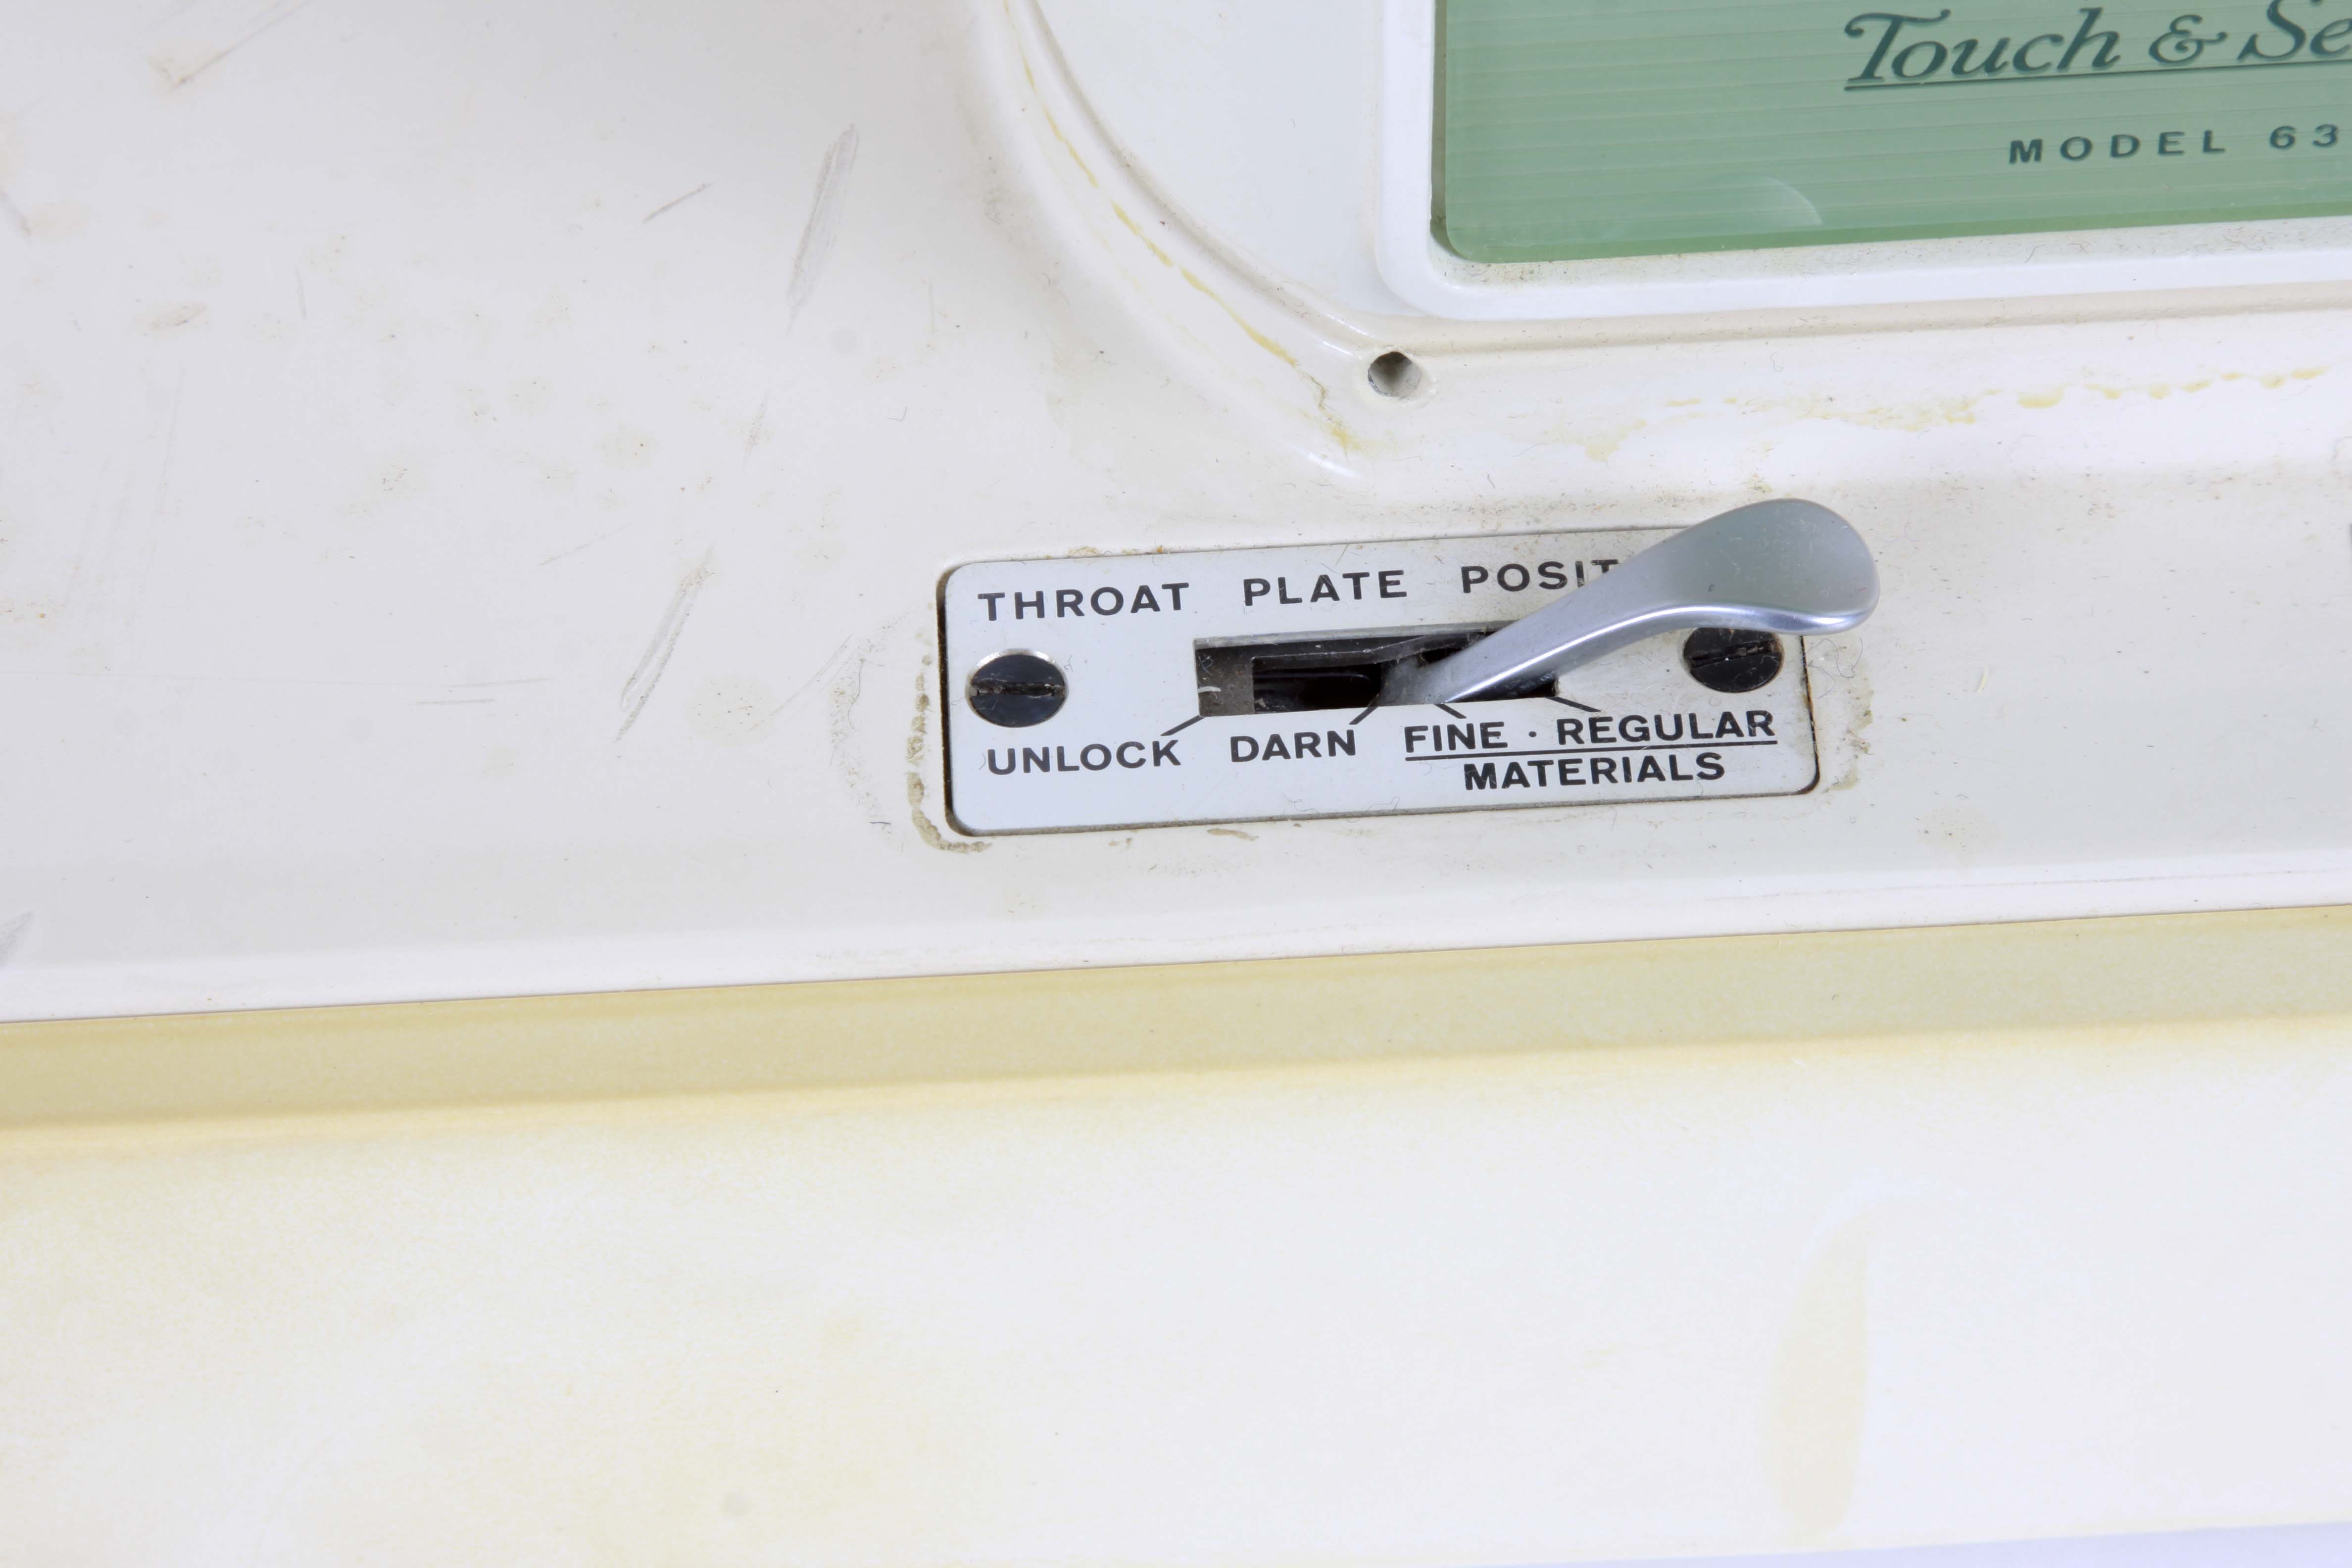 Touch & Se
MODEL 63
THROAT PLATE POSIT
UNLOCK DARN FINE · REGULAR
MATERIALS